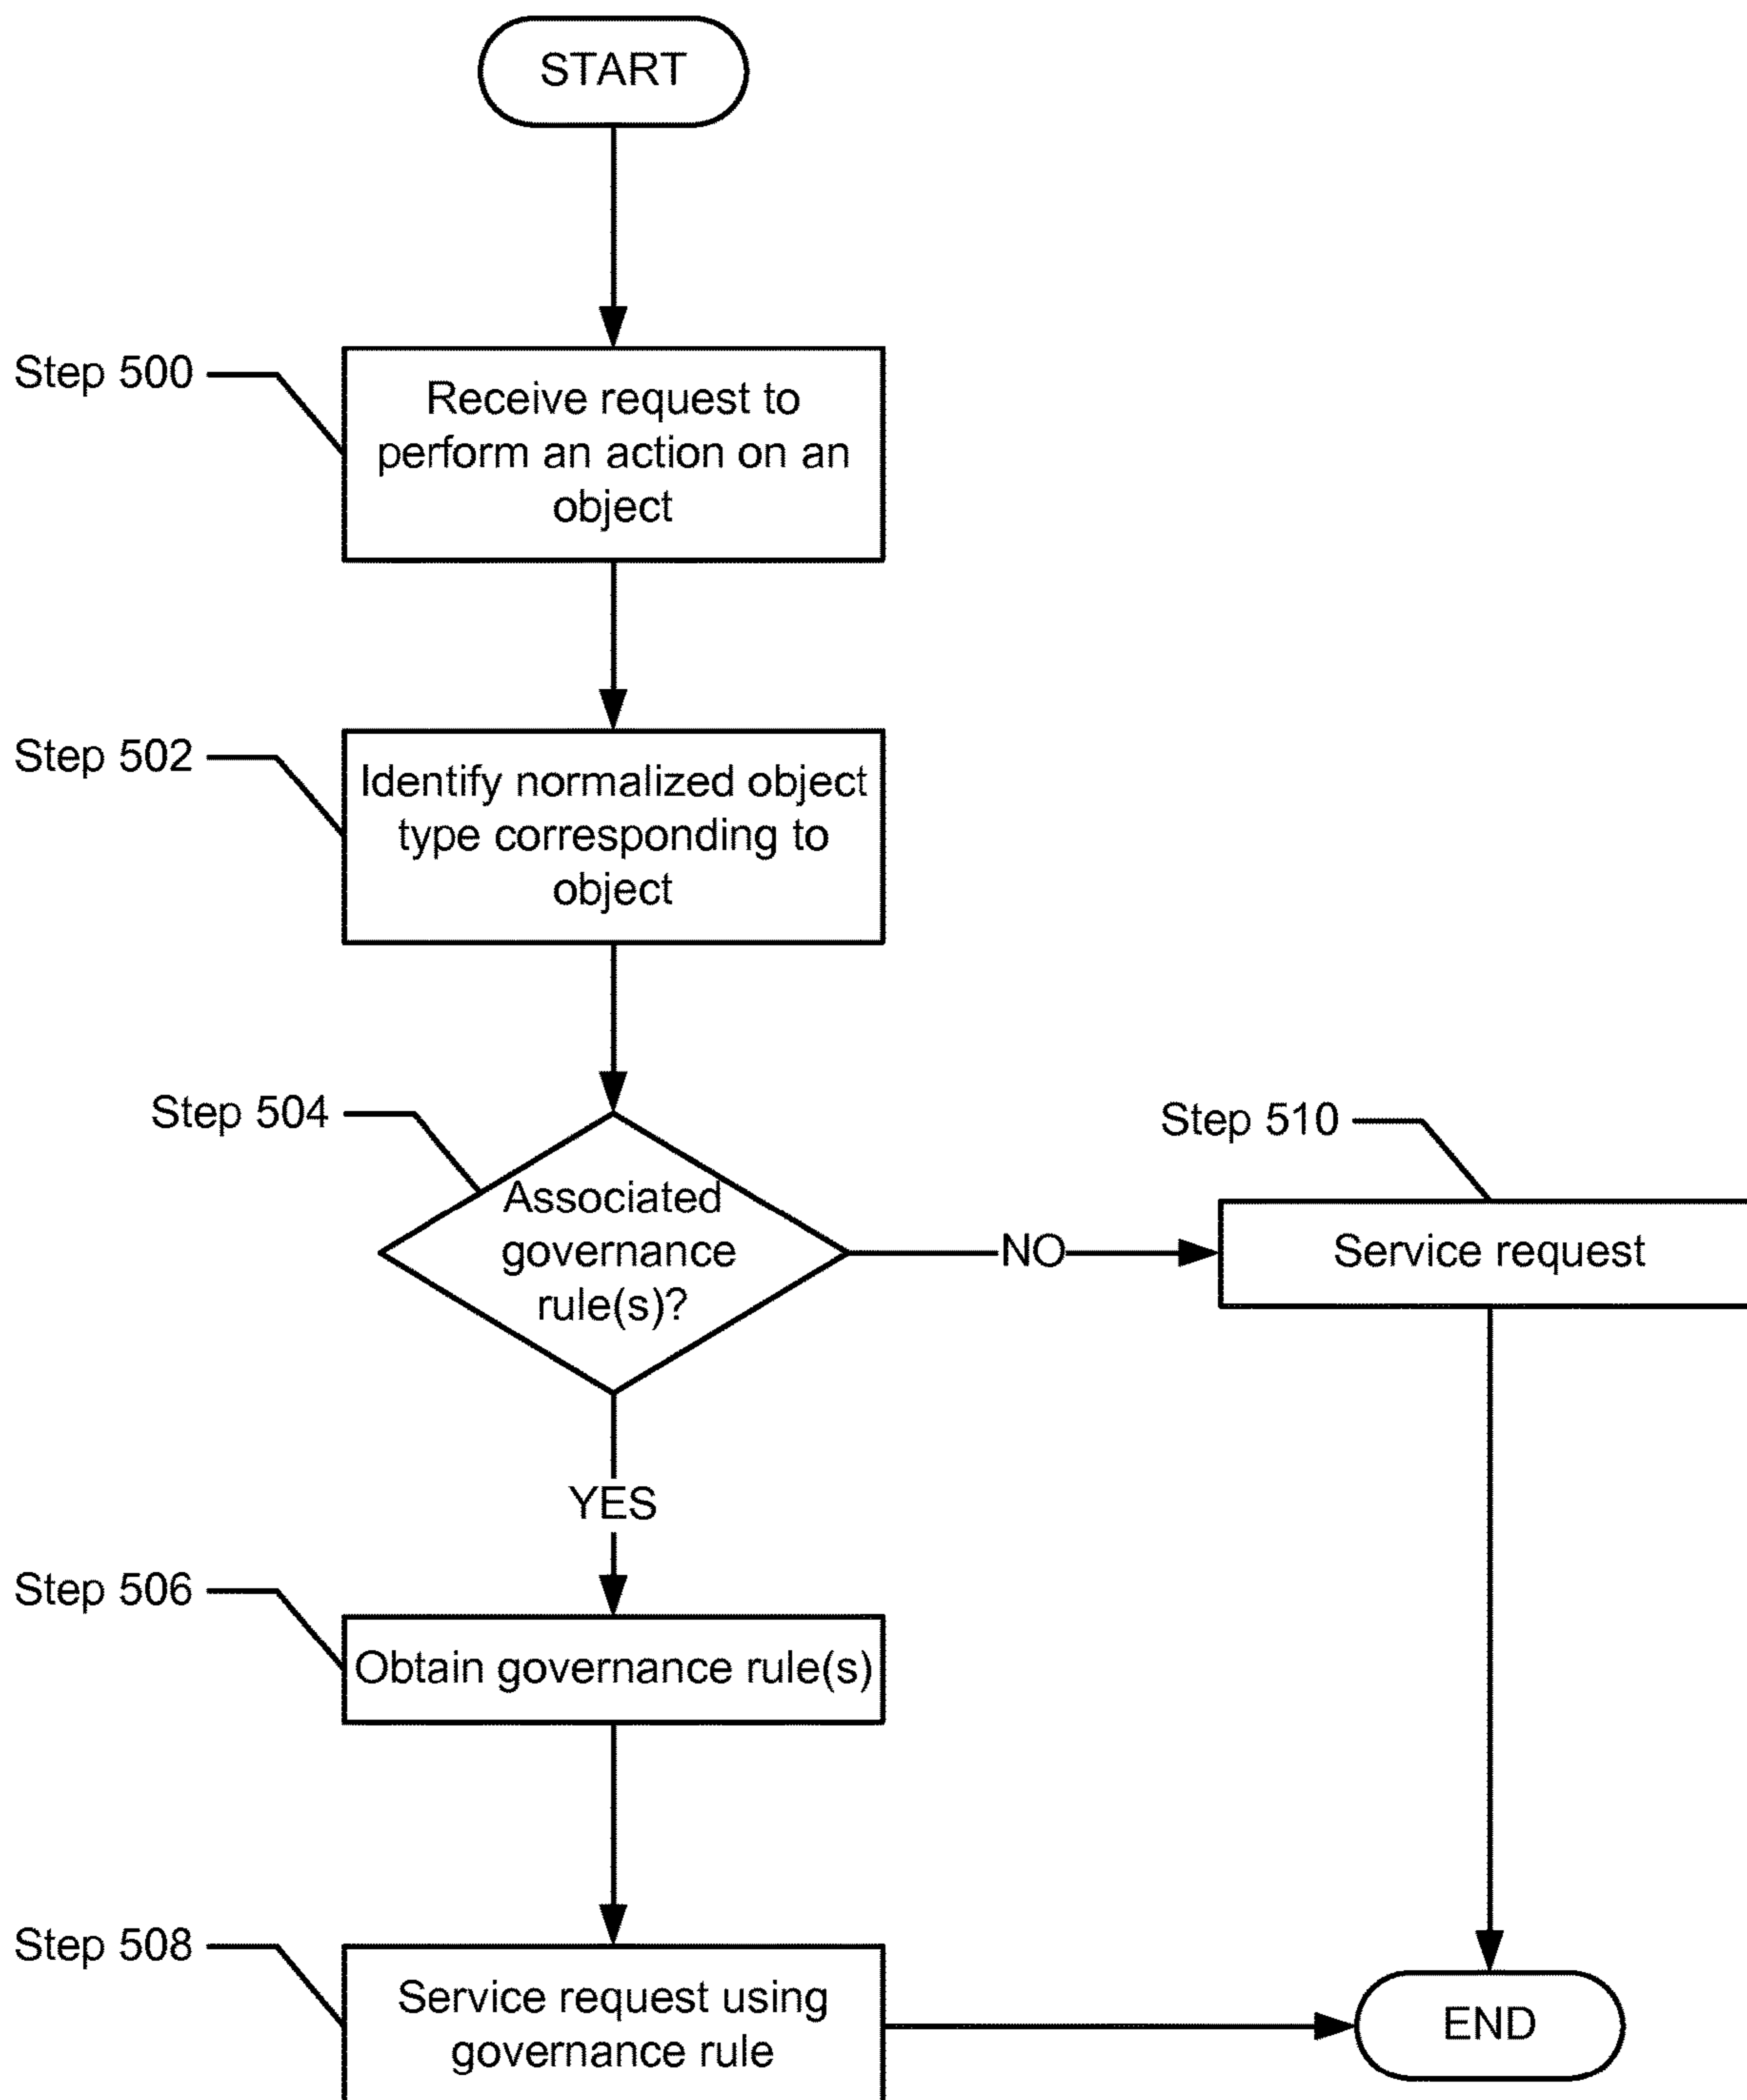 START
Step 500
Receive request to
perform an action on an
object
Step 502
Identify normalized object
type corresponding to
object
Step 504
Associated
governance
rule(s)?
NO
Step 510
Service request
YES
Step 506
Obtain governance rule(s)
Step 508
Service request using
governance rule
END